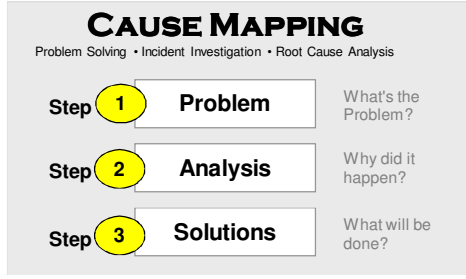 CAUSE MAPPING
Problem Solving • Incident Investigation • Root Cause Analysis
Step 1 Problem What's the
Problem?
Step 2 Analysis Why did it
happen?
Step 3 Solutions What will be
done?